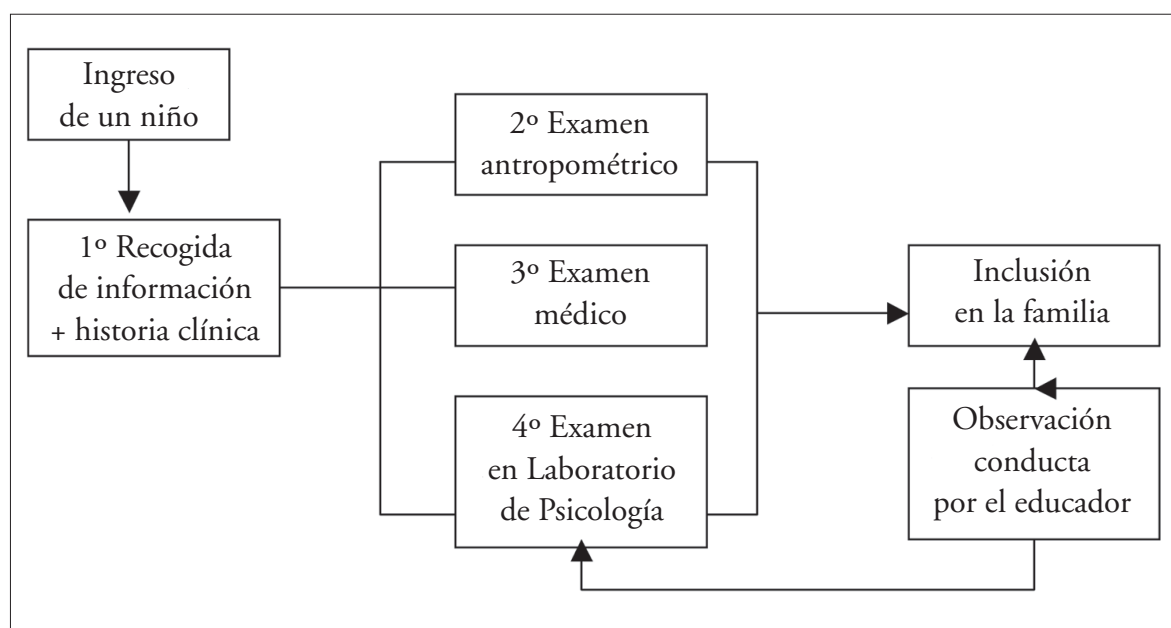 Ingreso
de un niño
1º Recogida
de información
+ historia clínica
2º Examen
antropométrico
3º Examen
médico
4º Examen
en Laboratorio
de Psicología
Inclusión
en la familia
Observación
conducta
por el educador